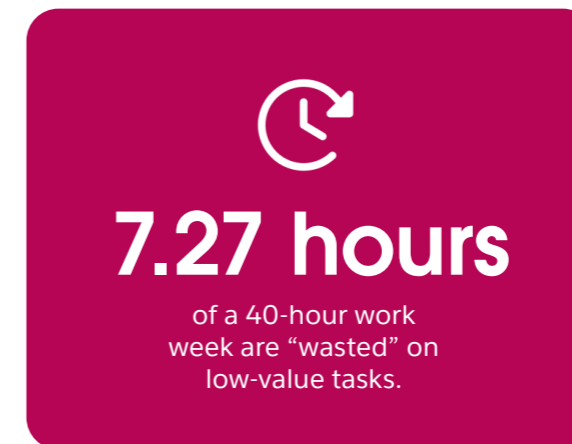 7.27 hours
of a 40-hour work
week are “wasted” on
low-value tasks.